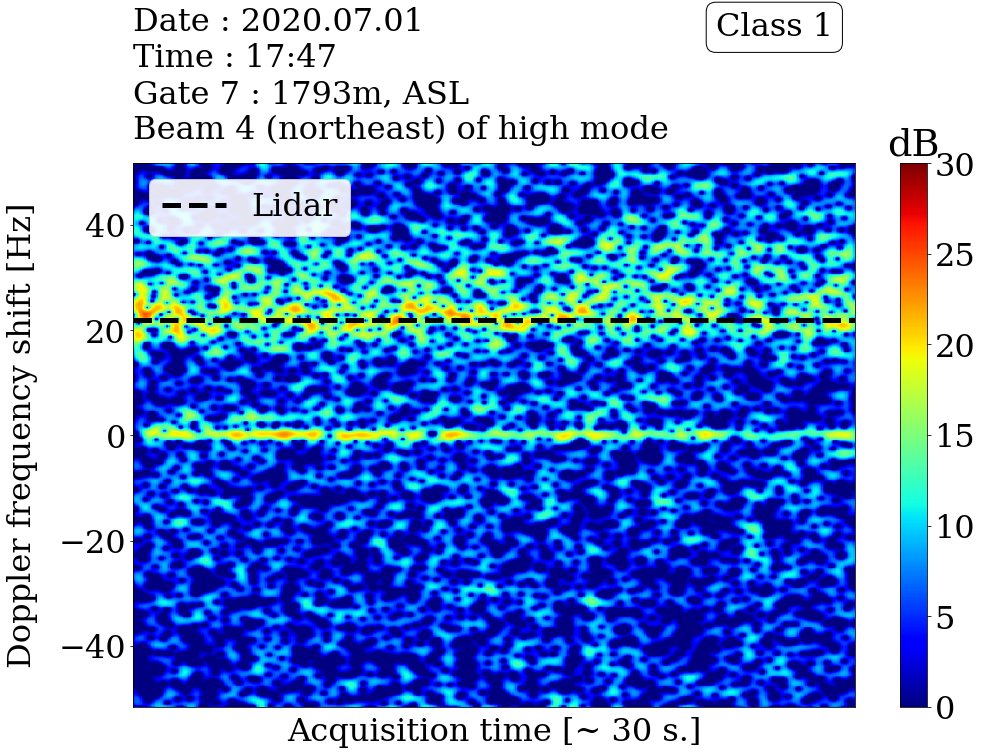 Date : 2020.07.01
Time : 17:47
Gate 7 : 1793m, ASL
Beam 4 (northeast) of high mode
Class 1
dB
Lidar
Doppler frequency shift [Hz]
40
20
0
−20
−40
Acquisition time [~ 30 s.]
30
25
20
15
10
5
0